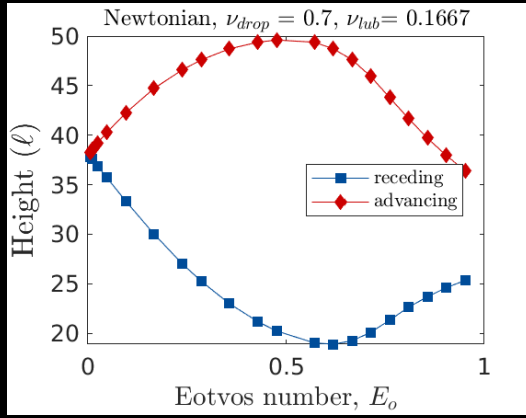 Newtonian, ν_drop = 0.7, ν_lub = 0.1667
50
45
40
35
30
25
20
Height (ℓ)
receding
advancing
0
0.5
1
Eotvos number, E_o